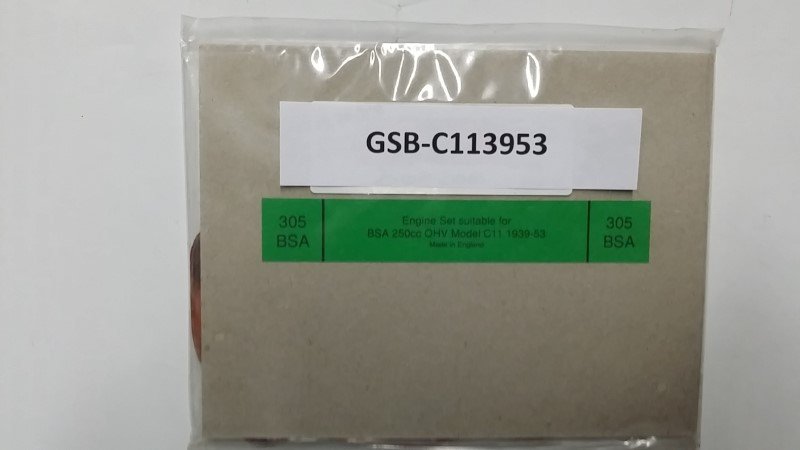 GSB-C113953
305
BSA
Engine Set suitable for
BSA 250cc OHV Model C11 1939-53
Made in England
305
BSA